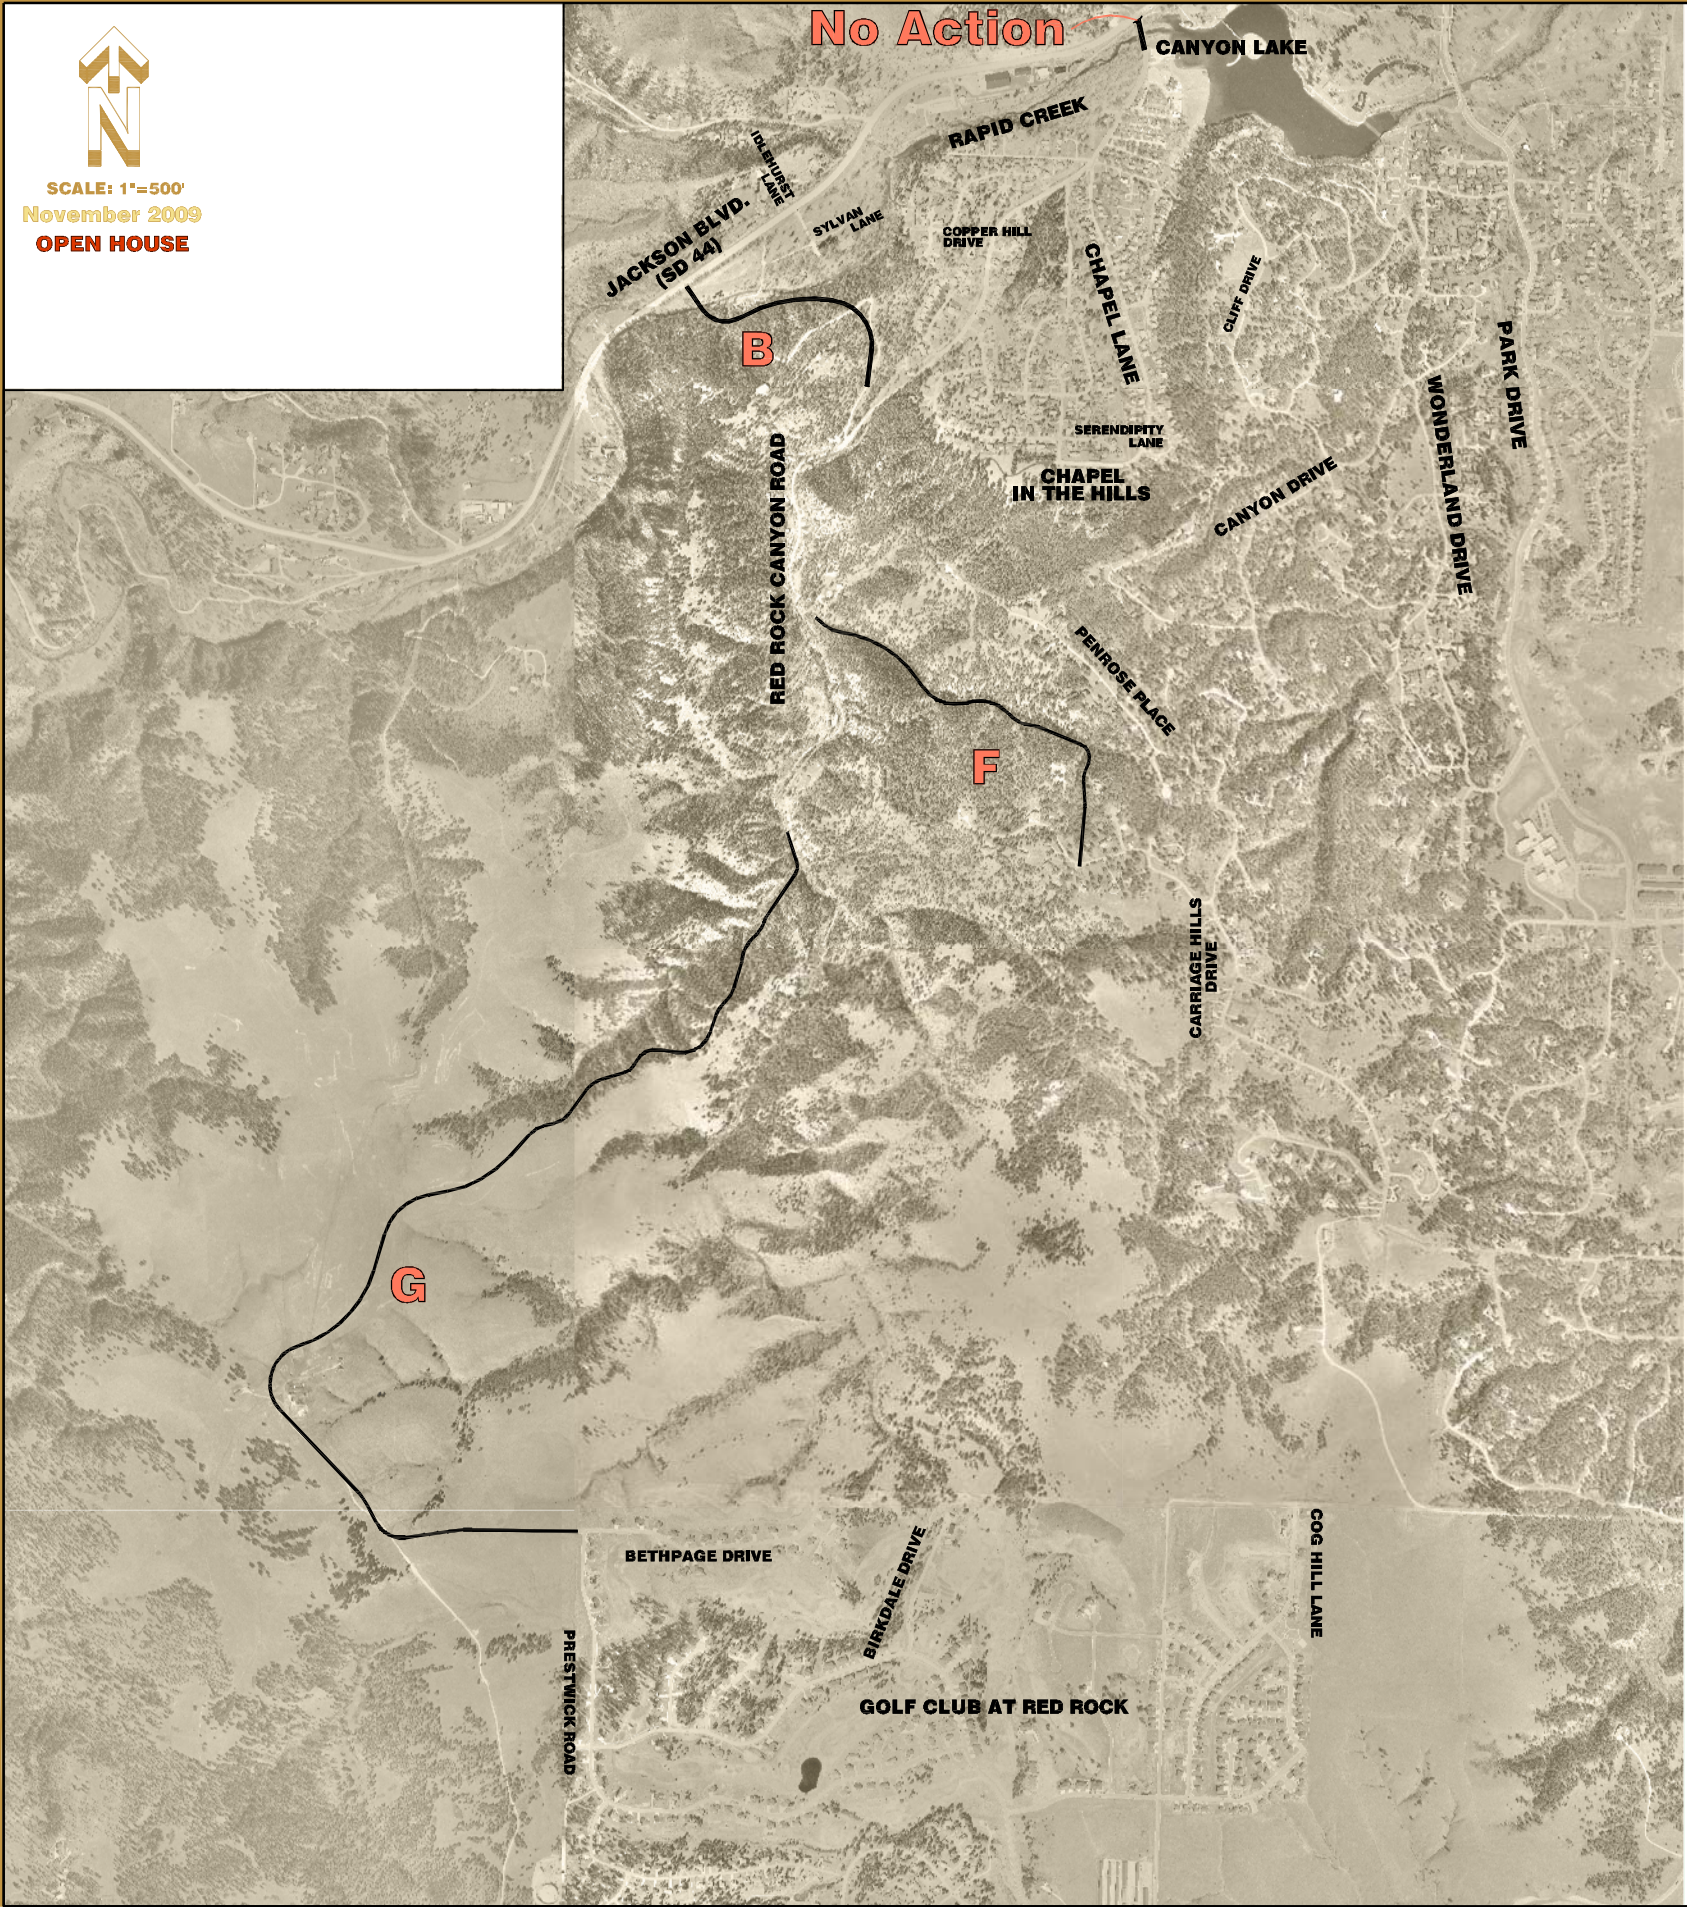 No Action
CANYON LAKE
N
SCALE: 1"=500'
November 2009
OPEN HOUSE
RAPID CREEK
IDLEHURST
LANE
JACKSON BLVD.
(SD 44)
SYLVAN
LANE
COPPER HILL
DRIVE
CHAPEL LANE
CLIFF DRIVE
PARK DRIVE
B
WONDERLAND DRIVE
SERENDIPITY
LANE
CHAPEL
IN THE HILLS
CANYON DRIVE
RED ROCK CANYON ROAD
PENROSE PLACE
F
CARRIAGE HILLS
DRIVE
G
BETHPAGE DRIVE
BIRKDALE DRIVE
COG HILL LANE
PRESTWICK ROAD
GOLF CLUB AT RED ROCK